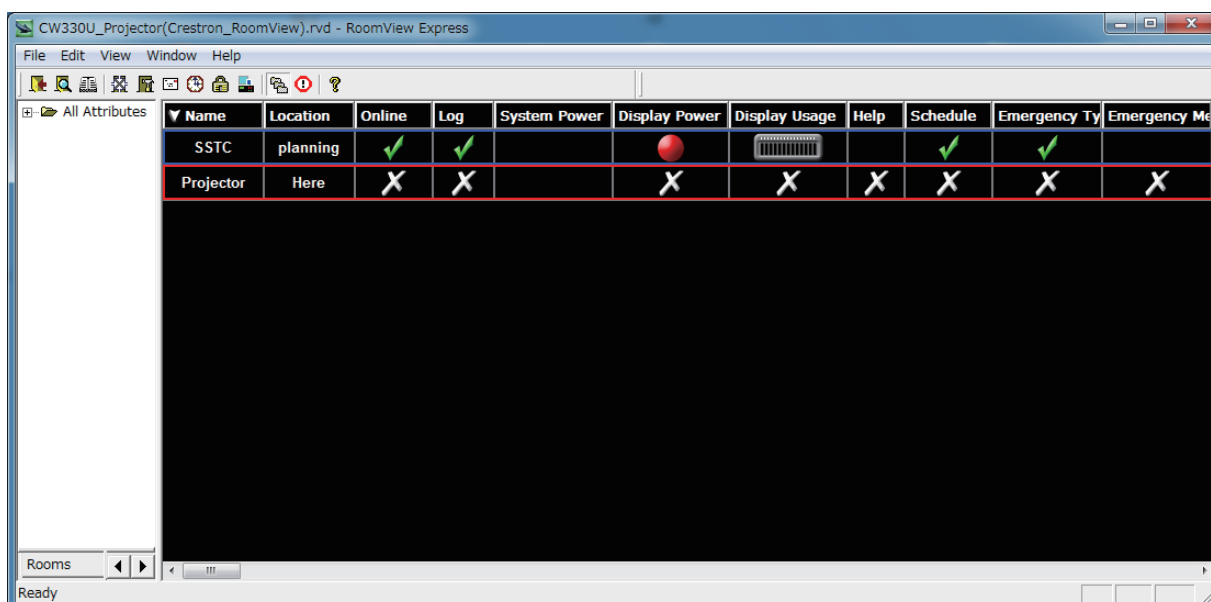 CW330U_Projector(Crestron_RoomView).rvd - RoomView Express
File Edit View Window Help
All Attributes
Name Location Online Log System Power Display Power Display Usage Help Schedule Emergency Ty Emergency Me
SSTC planning
Projector Here
Rooms
Ready